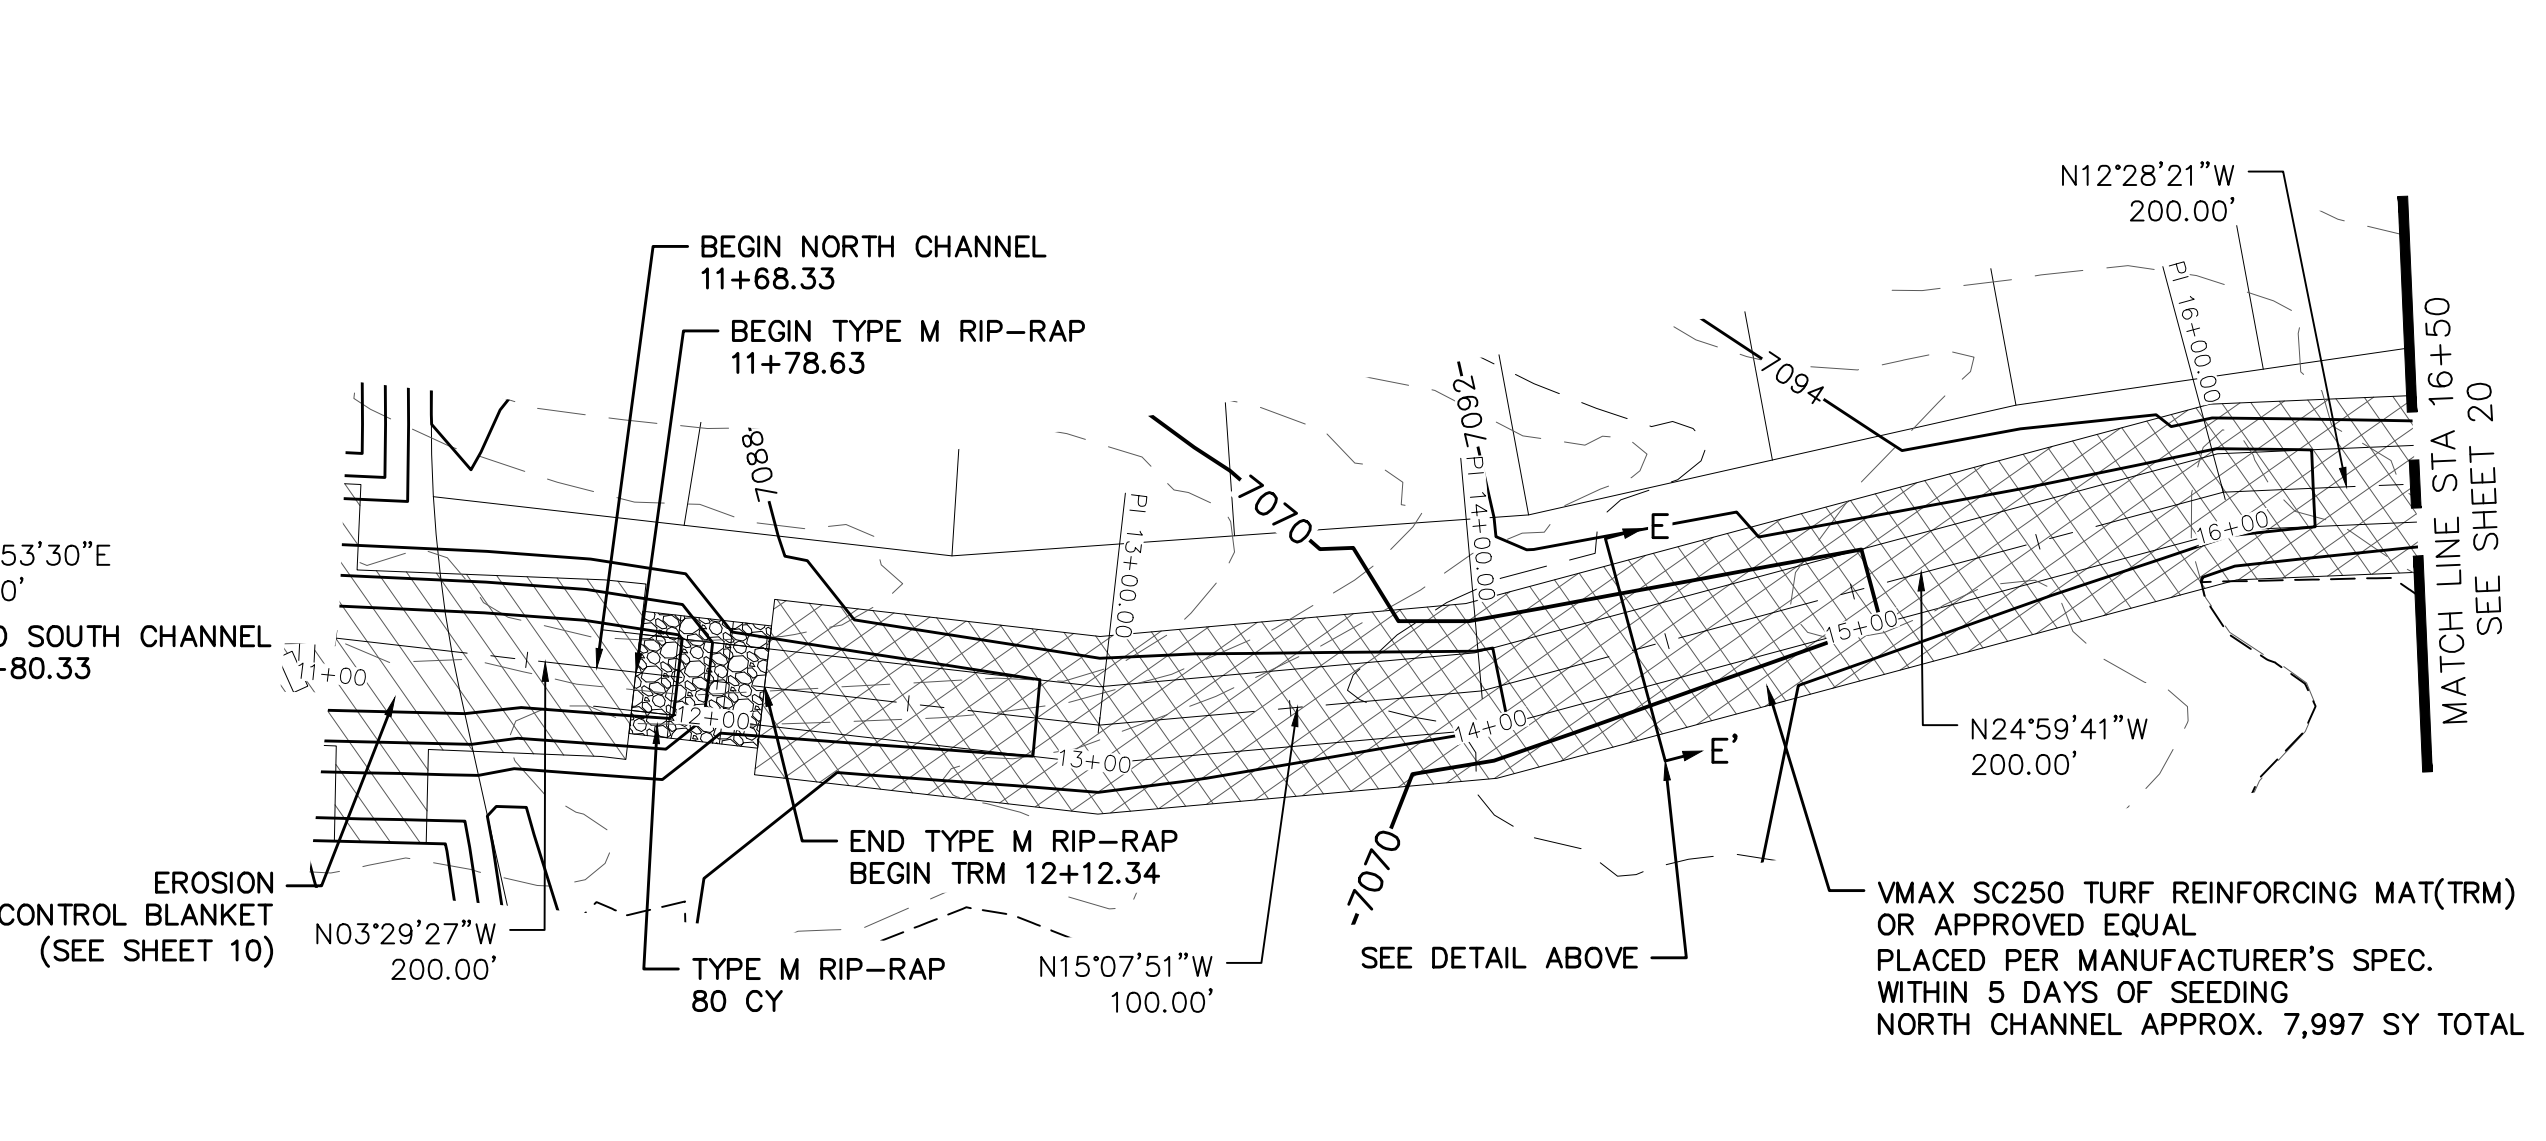 N12°28'21"W
200.00'
BEGIN NORTH CHANNEL
11+68.33
BEGIN TYPE M RIP-RAP
11+78.63
7088
7070
7092
7094
PI 13+00.00
PI 14+00.00
PI 16+00.00
MATCH LINE STA 16+50
SEE SHEET 20
53'30"E
0'
SOUTH CHANNEL
-80.33
11+00
12+00
13+00
14+00
15+00
16+00
E
E'
7070
N24°59'41"W
200.00'
END TYPE M RIP-RAP
BEGIN TRM 12+12.34
EROSION
CONTROL BLANKET
(SEE SHEET 10)
N03°29'27"W
200.00'
TYPE M RIP-RAP
80 CY
N15°07'51"W
100.00'
SEE DETAIL ABOVE
VMAX SC250 TURF REINFORCING MAT(TRM)
OR APPROVED EQUAL
PLACED PER MANUFACTURER'S SPEC.
WITHIN 5 DAYS OF SEEDING
NORTH CHANNEL APPROX. 7,997 SY TOTAL